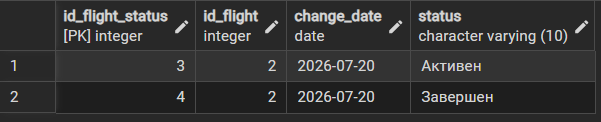 id_flight_status id_flight change_date status
[PK] integer integer date character varying (10)
1 3 2 2026-07-20 Активен
2 4 2 2026-07-20 Завершен